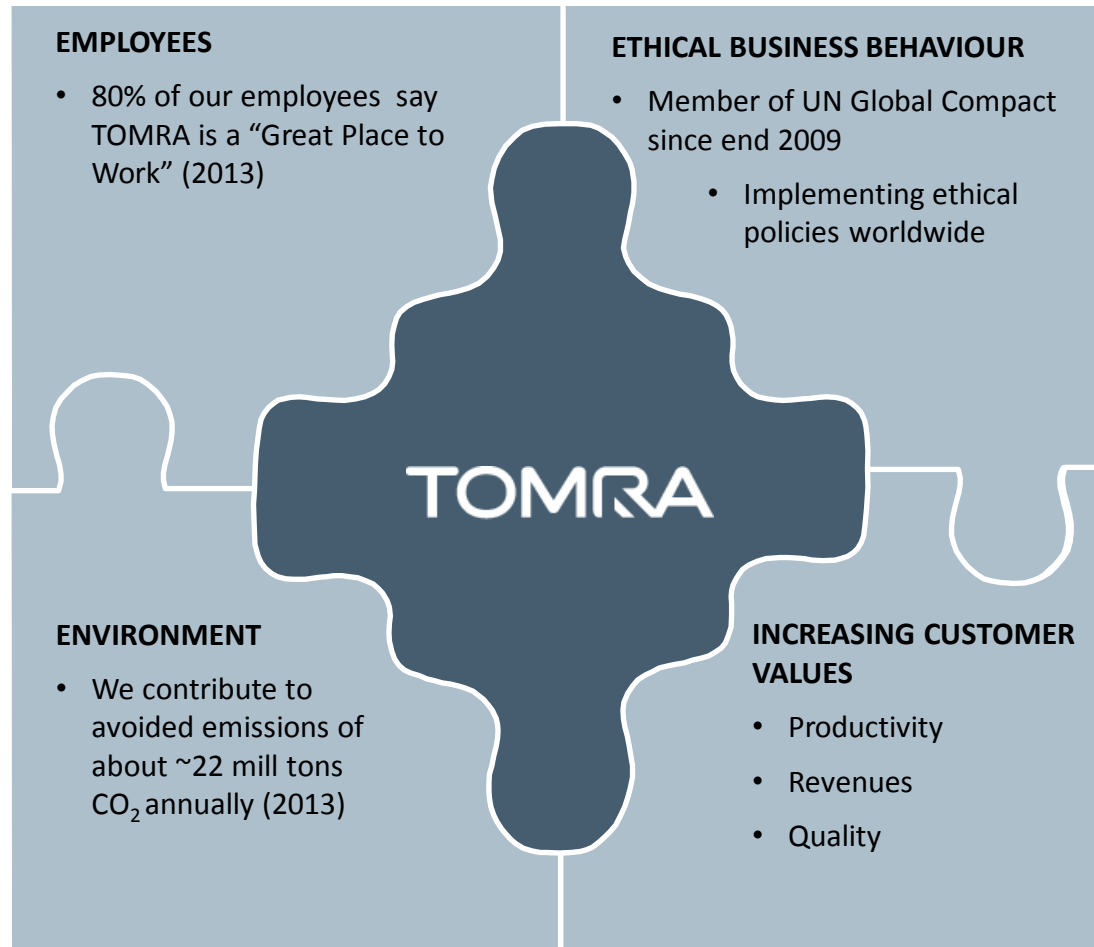 EMPLOYEES
• 80% of our employees say
TOMRA is a “Great Place to
Work” (2013)
ETHICAL BUSINESS BEHAVIOUR
• Member of UN Global Compact
since end 2009
• Implementing ethical
policies worldwide
TOMRA
ENVIRONMENT
• We contribute to
avoided emissions of
about ~22 mill tons
CO₂ annually (2013)
INCREASING CUSTOMER
VALUES
• Productivity
• Revenues
• Quality